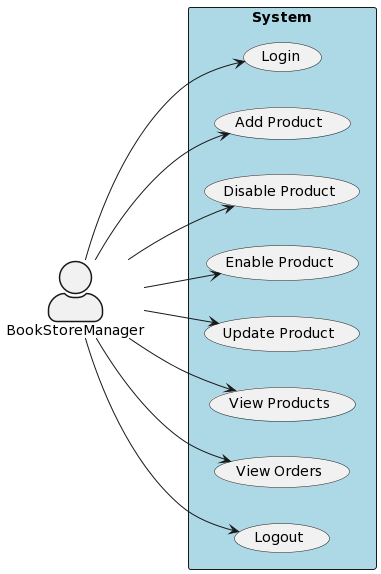 System
Login
Add Product
Disable Product
Enable Product
BookStoreManager
Update Product
View Products
View Orders
Logout